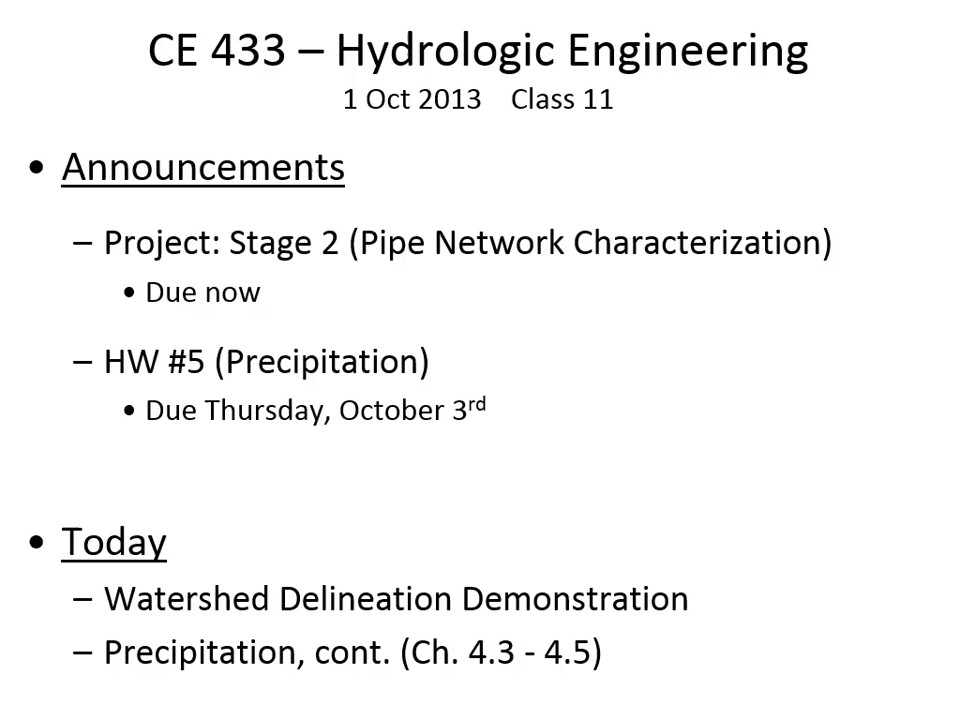 CE 433 – Hydrologic Engineering
1 Oct 2013 Class 11
• Announcements
– Project: Stage 2 (Pipe Network Characterization)
• Due now
– HW #5 (Precipitation)
• Due Thursday, October 3rd
• Today
– Watershed Delineation Demonstration
– Precipitation, cont. (Ch. 4.3 - 4.5)